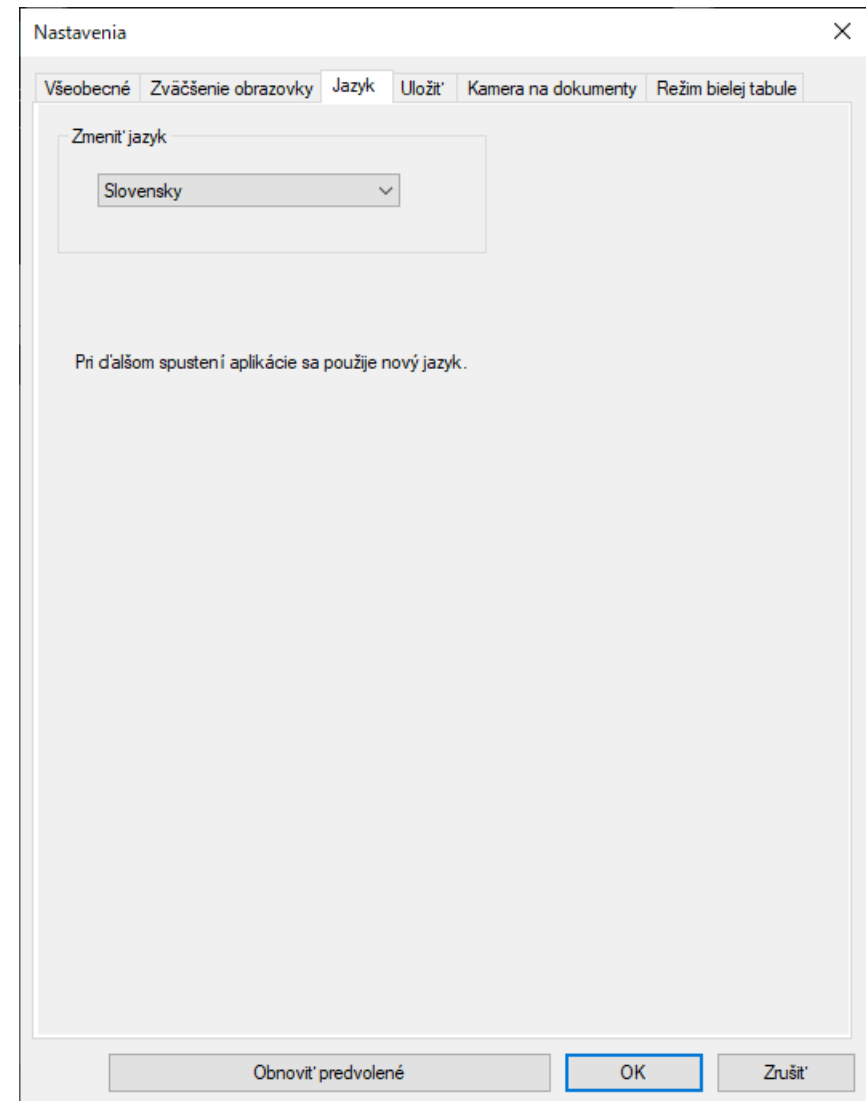 Nastavenia
Všeobecné Zväčšenie obrazovky Jazyk Uložiť Kamera na dokumenty Režim bielej tabule
Zmeniť jazyk
Slovensky
Pri ďalšom spustení aplikácie sa použije nový jazyk.
Obnoviť predvolené OK Zrušiť